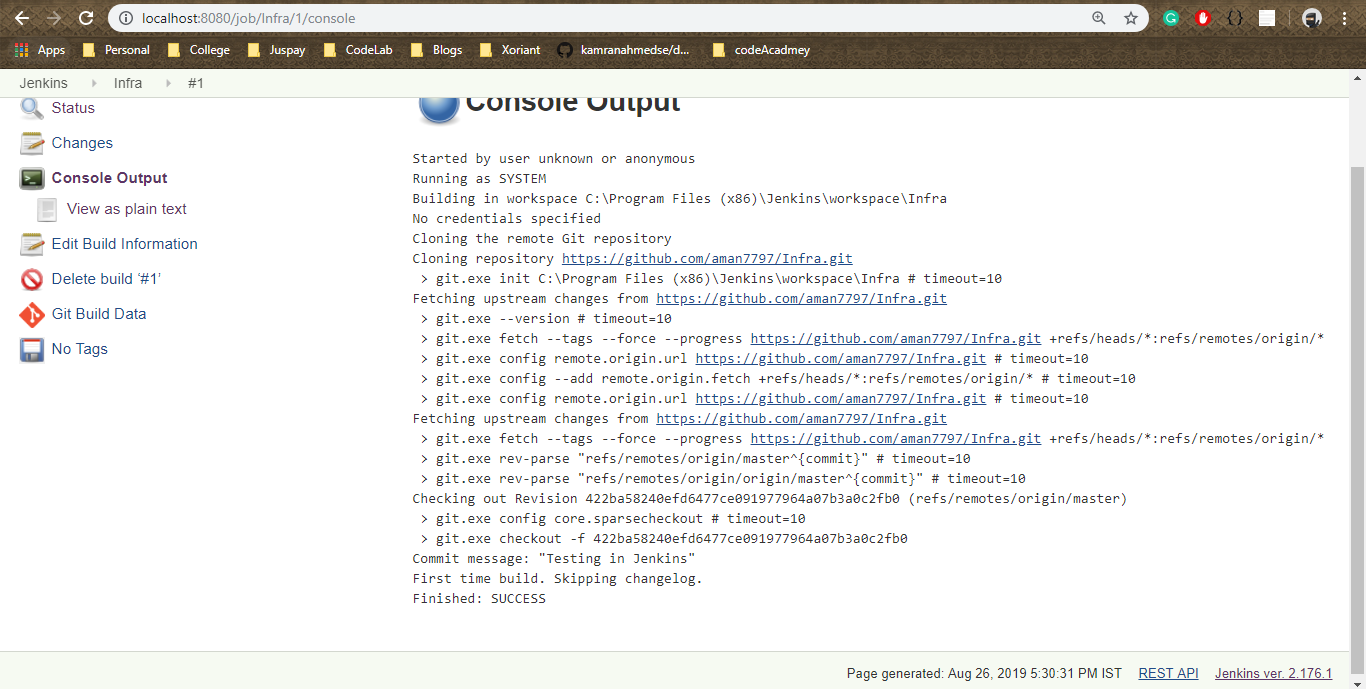 localhost:8080/job/Infra/1/console
Apps Personal College Juspay CodeLab Blogs Xoriant kamranahmedse/d... codeAcadmey
Jenkins Infra #1
Status
Changes
Console Output
View as plain text
Edit Build Information
Delete build ‘#1’
Git Build Data
No Tags
Console Output
Started by user unknown or anonymous
Running as SYSTEM
Building in workspace C:\Program Files (x86)\Jenkins\workspace\Infra
No credentials specified
Cloning the remote Git repository
Cloning repository https://github.com/aman7797/Infra.git
> git.exe init C:\Program Files (x86)\Jenkins\workspace\Infra # timeout=10
Fetching upstream changes from https://github.com/aman7797/Infra.git
> git.exe --version # timeout=10
> git.exe fetch --tags --force --progress https://github.com/aman7797/Infra.git +refs/heads/*:refs/remotes/origin/*
> git.exe config remote.origin.url https://github.com/aman7797/Infra.git # timeout=10
> git.exe config --add remote.origin.fetch +refs/heads/*:refs/remotes/origin/* # timeout=10
> git.exe config remote.origin.url https://github.com/aman7797/Infra.git # timeout=10
Fetching upstream changes from https://github.com/aman7797/Infra.git
> git.exe fetch --tags --force --progress https://github.com/aman7797/Infra.git +refs/heads/*:refs/remotes/origin/*
> git.exe rev-parse "refs/remotes/origin/master^{commit}" # timeout=10
> git.exe rev-parse "refs/remotes/origin/origin/master^{commit}" # timeout=10
Checking out Revision 422ba58240efd6477ce091977964a07b3a0c2fb0 (refs/remotes/origin/master)
> git.exe config core.sparsecheckout # timeout=10
> git.exe checkout -f 422ba58240efd6477ce091977964a07b3a0c2fb0
Commit message: "Testing in Jenkins"
First time build. Skipping changelog.
Finished: SUCCESS
Page generated: Aug 26, 2019 5:30:31 PM IST REST API Jenkins ver. 2.176.1